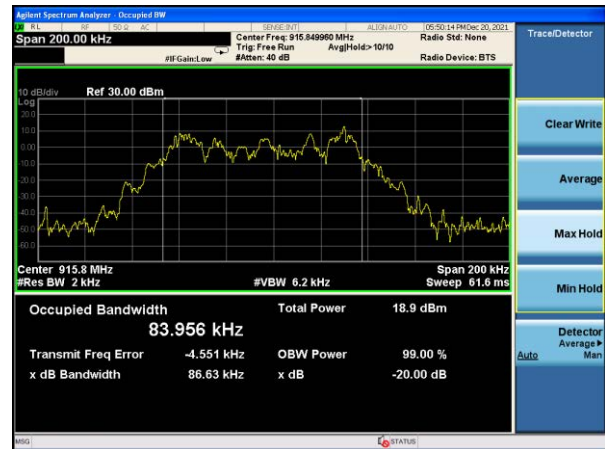 Agilent Spectrum Analyzer - Occupied BW
RL RF 50 Ω AC SENSE:INT ALIGNAUTO 05:50:14 PM Dec 20, 2021
Span 200.00 kHz
Center Freq: 915.849960 MHz
Radio Std: None
Trig: Free Run Avg|Hold:> 10/10
#IFGain:Low #Atten: 40 dB Radio Device: BTS
Trace/Detector
10 dB/div Ref 30.00 dBm
Log
20.0
10.0
0.00
-10.0
-20.0
-30.0
-40.0
-50.0
-60.0
Center 915.8 MHz Span 200 kHz
#Res BW 2 kHz #VBW 6.2 kHz Sweep 61.6 ms
Occupied Bandwidth Total Power 18.9 dBm
83.956 kHz
Transmit Freq Error -4.551 kHz OBW Power 99.00 %
x dB Bandwidth 86.63 kHz x dB -20.00 dB
Clear Write
Average
Max Hold
Min Hold
Detector
Average▶
Auto Man
MSG STATUS